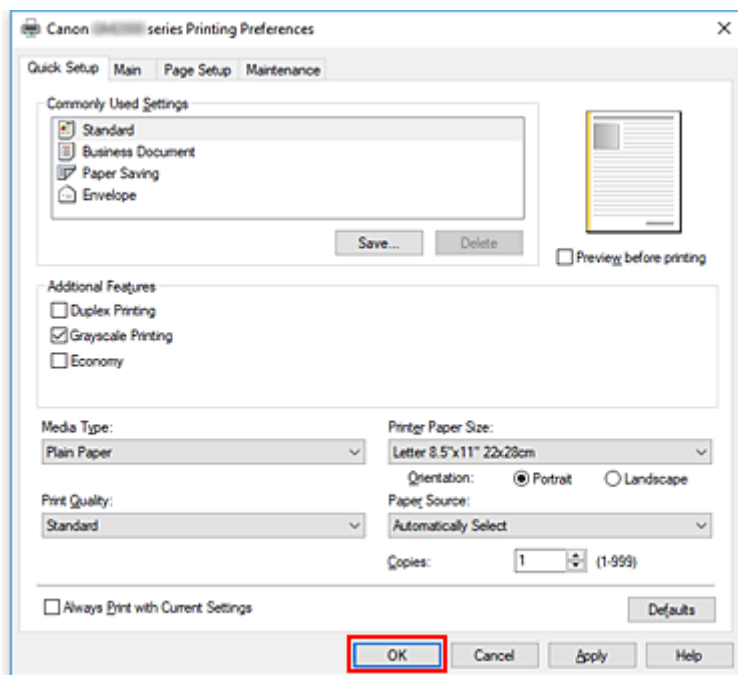 Canon series Printing Preferences
Quick Setup Main Page Setup Maintenance
Commonly Used Settings
Standard
Business Document
Paper Saving
Envelope
Save... Delete
Preview before printing
Additional Features
Duplex Printing
Grayscale Printing
Economy
Media Type: Printer Paper Size:
Plain Paper Letter 8.5"x11" 22x28cm
Orientation: Portrait Landscape
Print Quality: Paper Source:
Standard Automatically Select
Copies: 1 (1-999)
Always Print with Current Settings Defaults
OK Cancel Apply Help